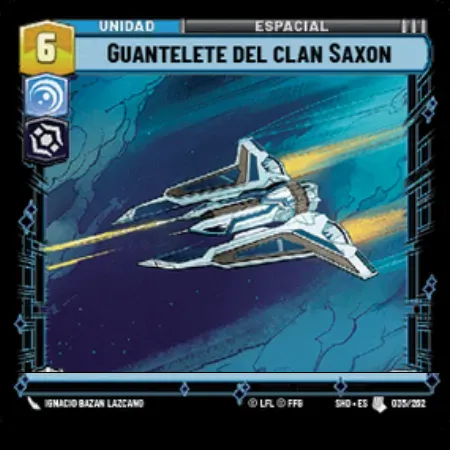 UNIDAD ESPACIAL
6 GUANTELETE DEL CLAN SAXON
IGNACIO BAZAN LAZCANO © LFL © FFG SHD • ES 035/262